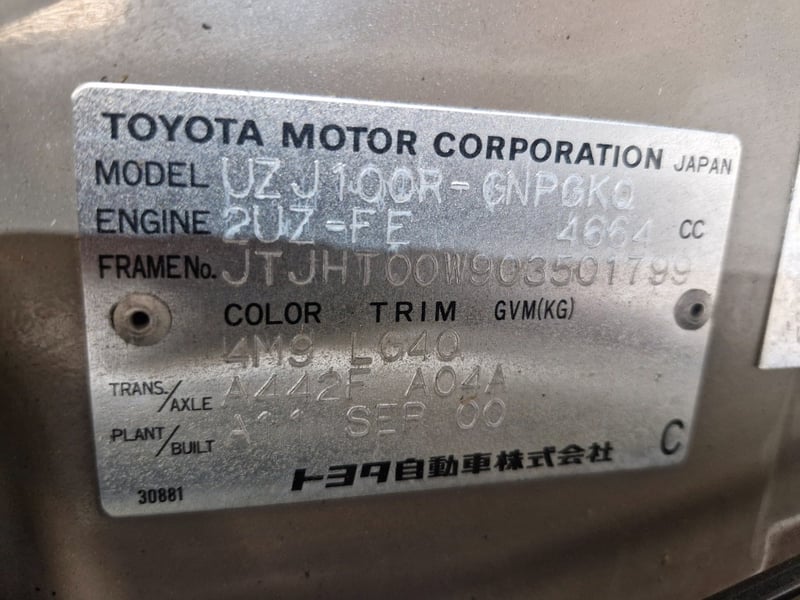 TOYOTA MOTOR CORPORATION JAPAN
MODEL UZJ100R-GNPGKQ
ENGINE 2UZ-FE 4664 CC
FRAME No. JTJHT00W903501799
COLOR TRIM GVM(KG)
4M9 LG40
TRANS./AXLE A442F A04A
PLANT/BUILT SEP 00
C
トヨタ自動車株式会社
30881